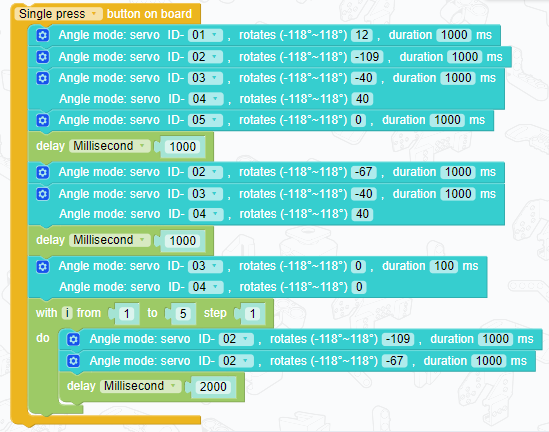 Single press button on board
Angle mode: servo ID- 01 , rotates (-118°~118°) 12 , duration 1000 ms
Angle mode: servo ID- 02 , rotates (-118°~118°) -109 , duration 1000 ms
Angle mode: servo ID- 03 , rotates (-118°~118°) -40 , duration 1000 ms
Angle mode: servo ID- 04 , rotates (-118°~118°) 40
Angle mode: servo ID- 05 , rotates (-118°~118°) 0 , duration 1000 ms
delay Millisecond 1000
Angle mode: servo ID- 02 , rotates (-118°~118°) -67 , duration 1000 ms
Angle mode: servo ID- 03 , rotates (-118°~118°) -40 , duration 1000 ms
Angle mode: servo ID- 04 , rotates (-118°~118°) 40
delay Millisecond 1000
Angle mode: servo ID- 03 , rotates (-118°~118°) 0 , duration 100 ms
Angle mode: servo ID- 04 , rotates (-118°~118°) 0
with i from 1 to 5 step 1
do Angle mode: servo ID- 02 , rotates (-118°~118°) -109 , duration 1000 ms
Angle mode: servo ID- 02 , rotates (-118°~118°) -67 , duration 1000 ms
delay Millisecond 2000